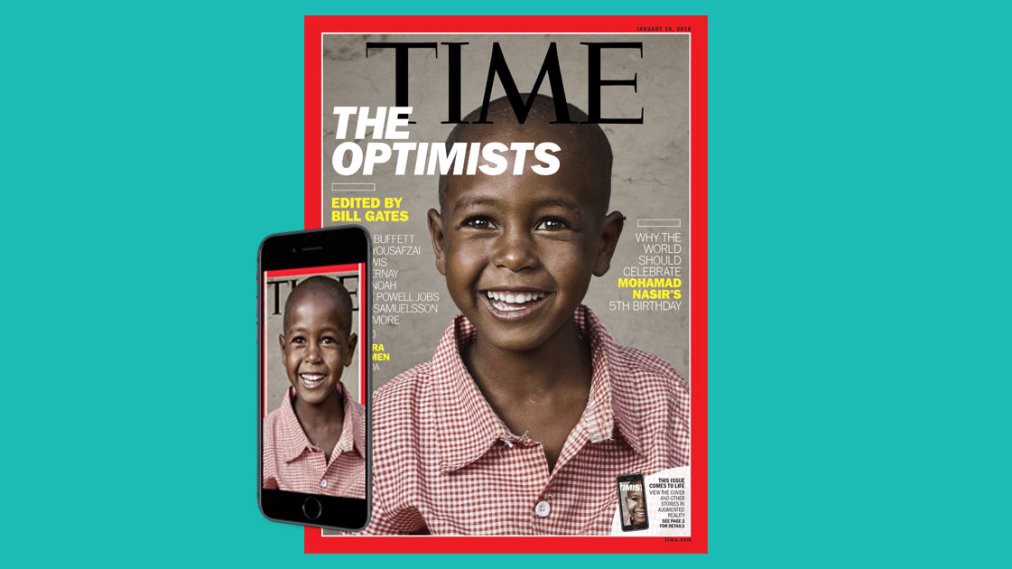 JANUARY 15, 2018
TIME
THE
OPTIMISTS
EDITED BY
BILL GATES
BUFFETT
YOUSAFZAI
NOAH
POWELL JOBS
SAMUELSSON
MORE
WHY THE
WORLD
SHOULD
CELEBRATE
MOHAMAD
NASIR'S
5TH BIRTHDAY
TIME
THIS ISSUE
COMES TO LIFE
VIEW THE COVER
AND OTHER
STORIES IN
AUGMENTED
REALITY
SEE PAGE 2
FOR DETAILS
TIME.COM